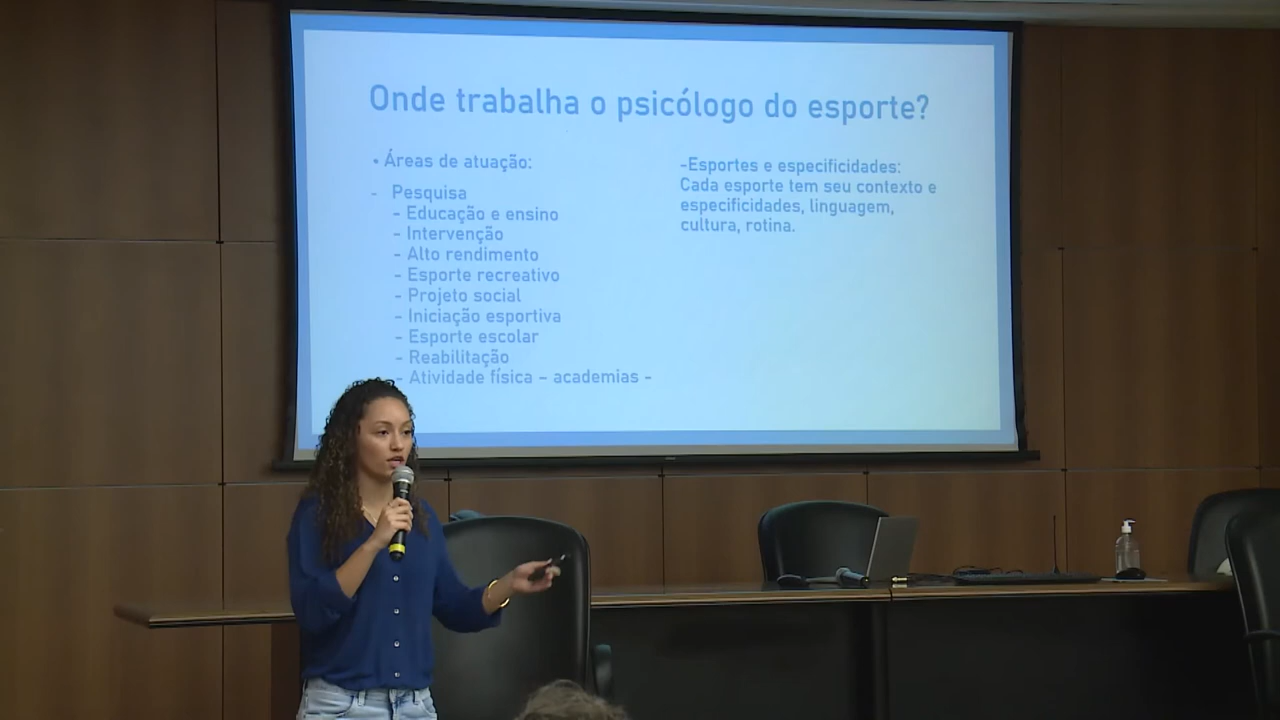 Onde trabalha o psicólogo do esporte?
• Áreas de atuação:
- Pesquisa
- Educação e ensino
- Intervenção
- Alto rendimento
- Esporte recreativo
- Projeto social
- Iniciação esportiva
- Esporte escolar
- Reabilitação
- Atividade física – academias -
-Esportes e especificidades:
Cada esporte tem seu contexto e
especificidades, linguagem,
cultura, rotina.